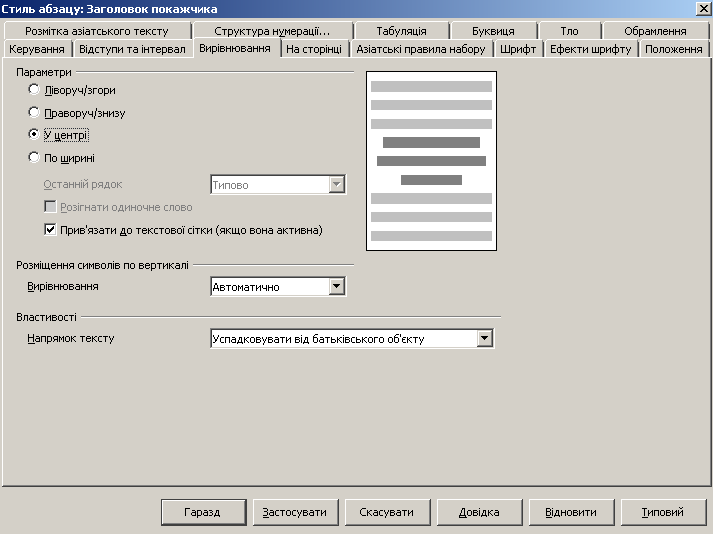 Стиль абзацу: Заголовок покажчика
Розмітка азіатського тексту
Структура нумерації...
Табуляція
Буквиця
Тло
Обрамлення
Керування
Відступи та інтервал
Вирівнювання
На сторінці
Азіатські правила набору
Шрифт
Ефекти шрифту
Положення
Параметри
Ліворуч/згори
Праворуч/знизу
У центрі
По ширині
Останній рядок
Типово
Розігнати одиночне слово
Прив'язати до текстової сітки (якщо вона активна)
Розміщення символів по вертикалі
Вирівнювання
Автоматично
Властивості
Напрямок тексту
Успадковувати від батьківського об'єкту
Гаразд
Застосувати
Скасувати
Довідка
Відновити
Типовий